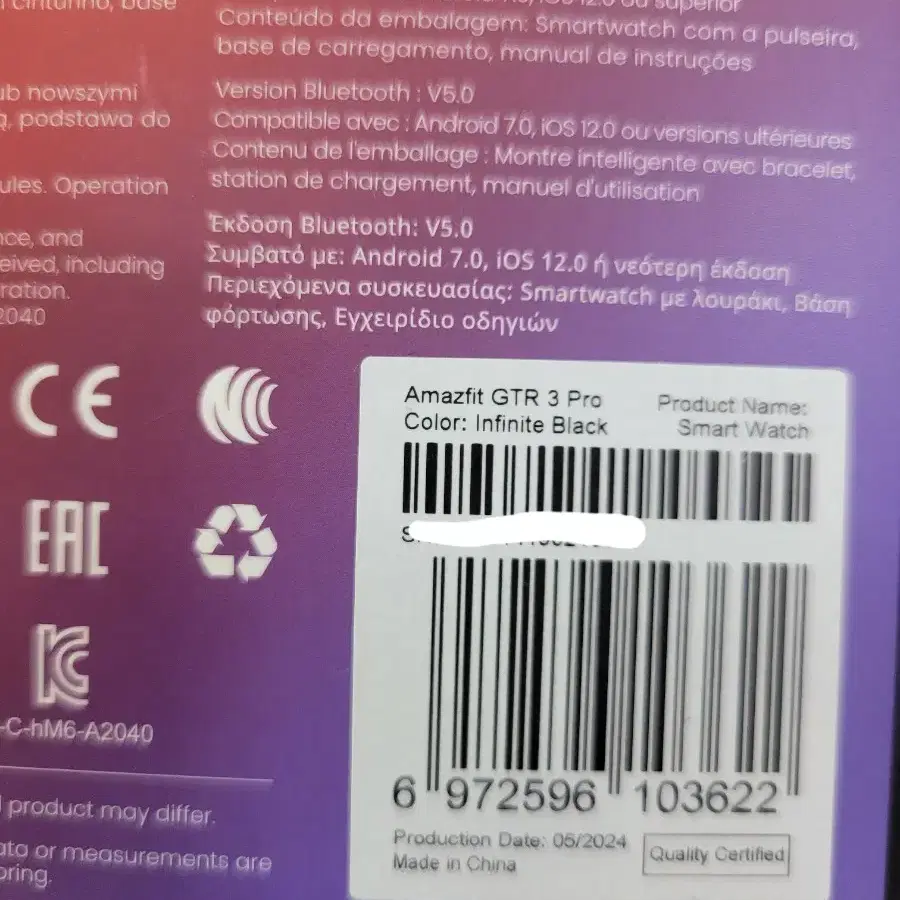 cinturino, base
ub nowszymi
podstawa do
ules. Operation
nce, and
eived, including
ration.
2040
superior
Conteúdo da embalagem: Smartwatch com a pulseira,
base de carregamento, manual de instruções
Version Bluetooth : V5.0
Compatible avec : Android 7.0, iOS 12.0 ou versions ultérieures
Contenu de l'emballage : Montre intelligente avec bracelet,
station de chargement, manuel d'utilisation
Έκδοση Bluetooth: V5.0
Συμβατό με: Android 7.0, iOS 12.0 ή νεότερη έκδοση
Περιεχόμενα συσκευασίας: Smartwatch με λουράκι, Βάση
φόρτωσης, Εγχειρίδιο οδηγιών
CE
EAC
KC
-C-hM6-A2040
product may differ.
ata or measurements are
oring.
Amazfit GTR 3 Pro
Color: Infinite Black
Product Name:
Smart Watch
6 972596 103622
Production Date: 05/2024
Made in China
Quality Certified